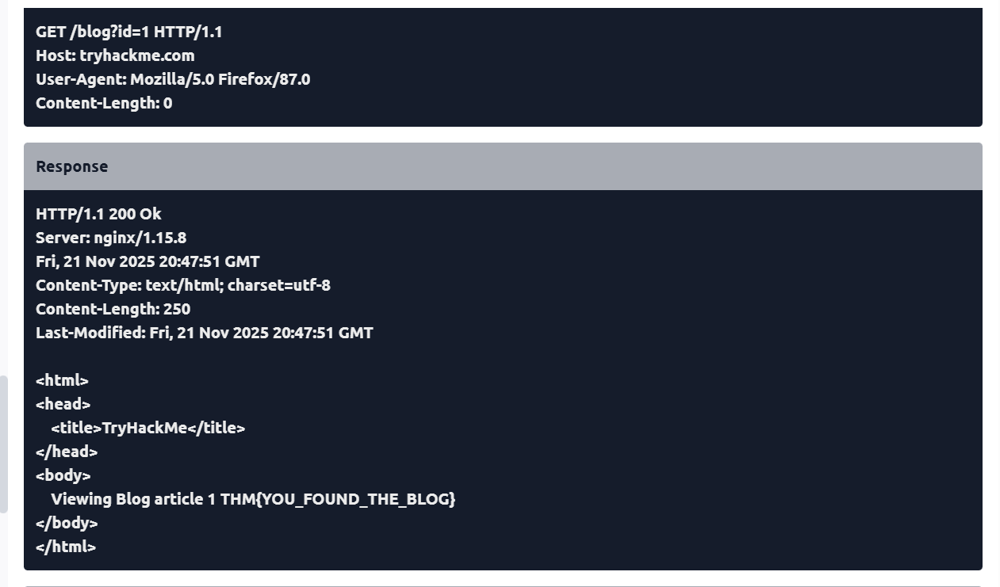 GET /blog?id=1 HTTP/1.1
Host: tryhackme.com
User-Agent: Mozilla/5.0 Firefox/87.0
Content-Length: 0
Response
HTTP/1.1 200 Ok
Server: nginx/1.15.8
Fri, 21 Nov 2025 20:47:51 GMT
Content-Type: text/html; charset=utf-8
Content-Length: 250
Last-Modified: Fri, 21 Nov 2025 20:47:51 GMT
<html>
<head>
<title>TryHackMe</title>
</head>
<body>
Viewing Blog article 1 THM{YOU_FOUND_THE_BLOG}
</body>
</html>